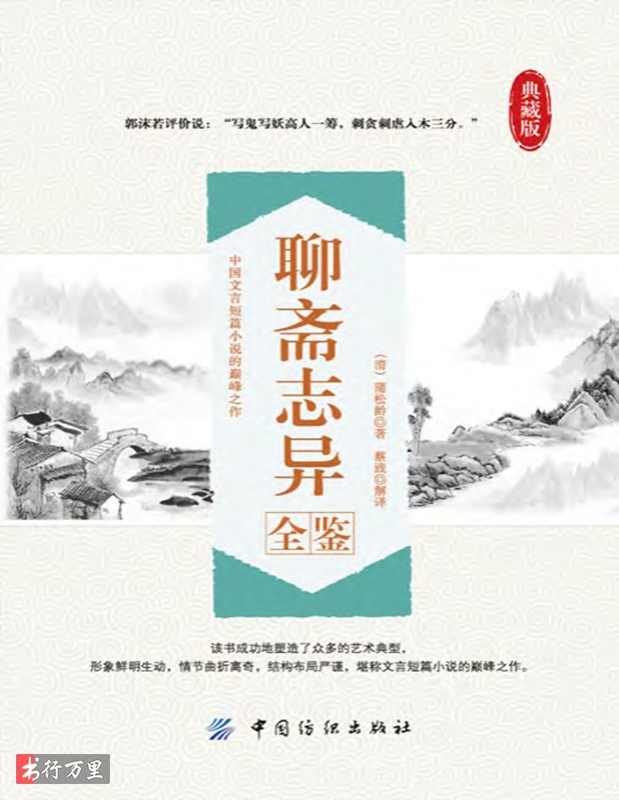 典藏版
郭沫若评价说：“写鬼写妖高人一筹，刺贪刺虐入木三分。”
聊斋志异
全鉴
中国文言短篇小说的巅峰之作
（清）蒲松龄◎著 蔡践◎解译
该书成功地塑造了众多的艺术典型，
形象鲜明生动，情节曲折离奇，结构布局严谨，堪称文言短篇小说的巅峰之作。
中国纺织出版社
书行万里